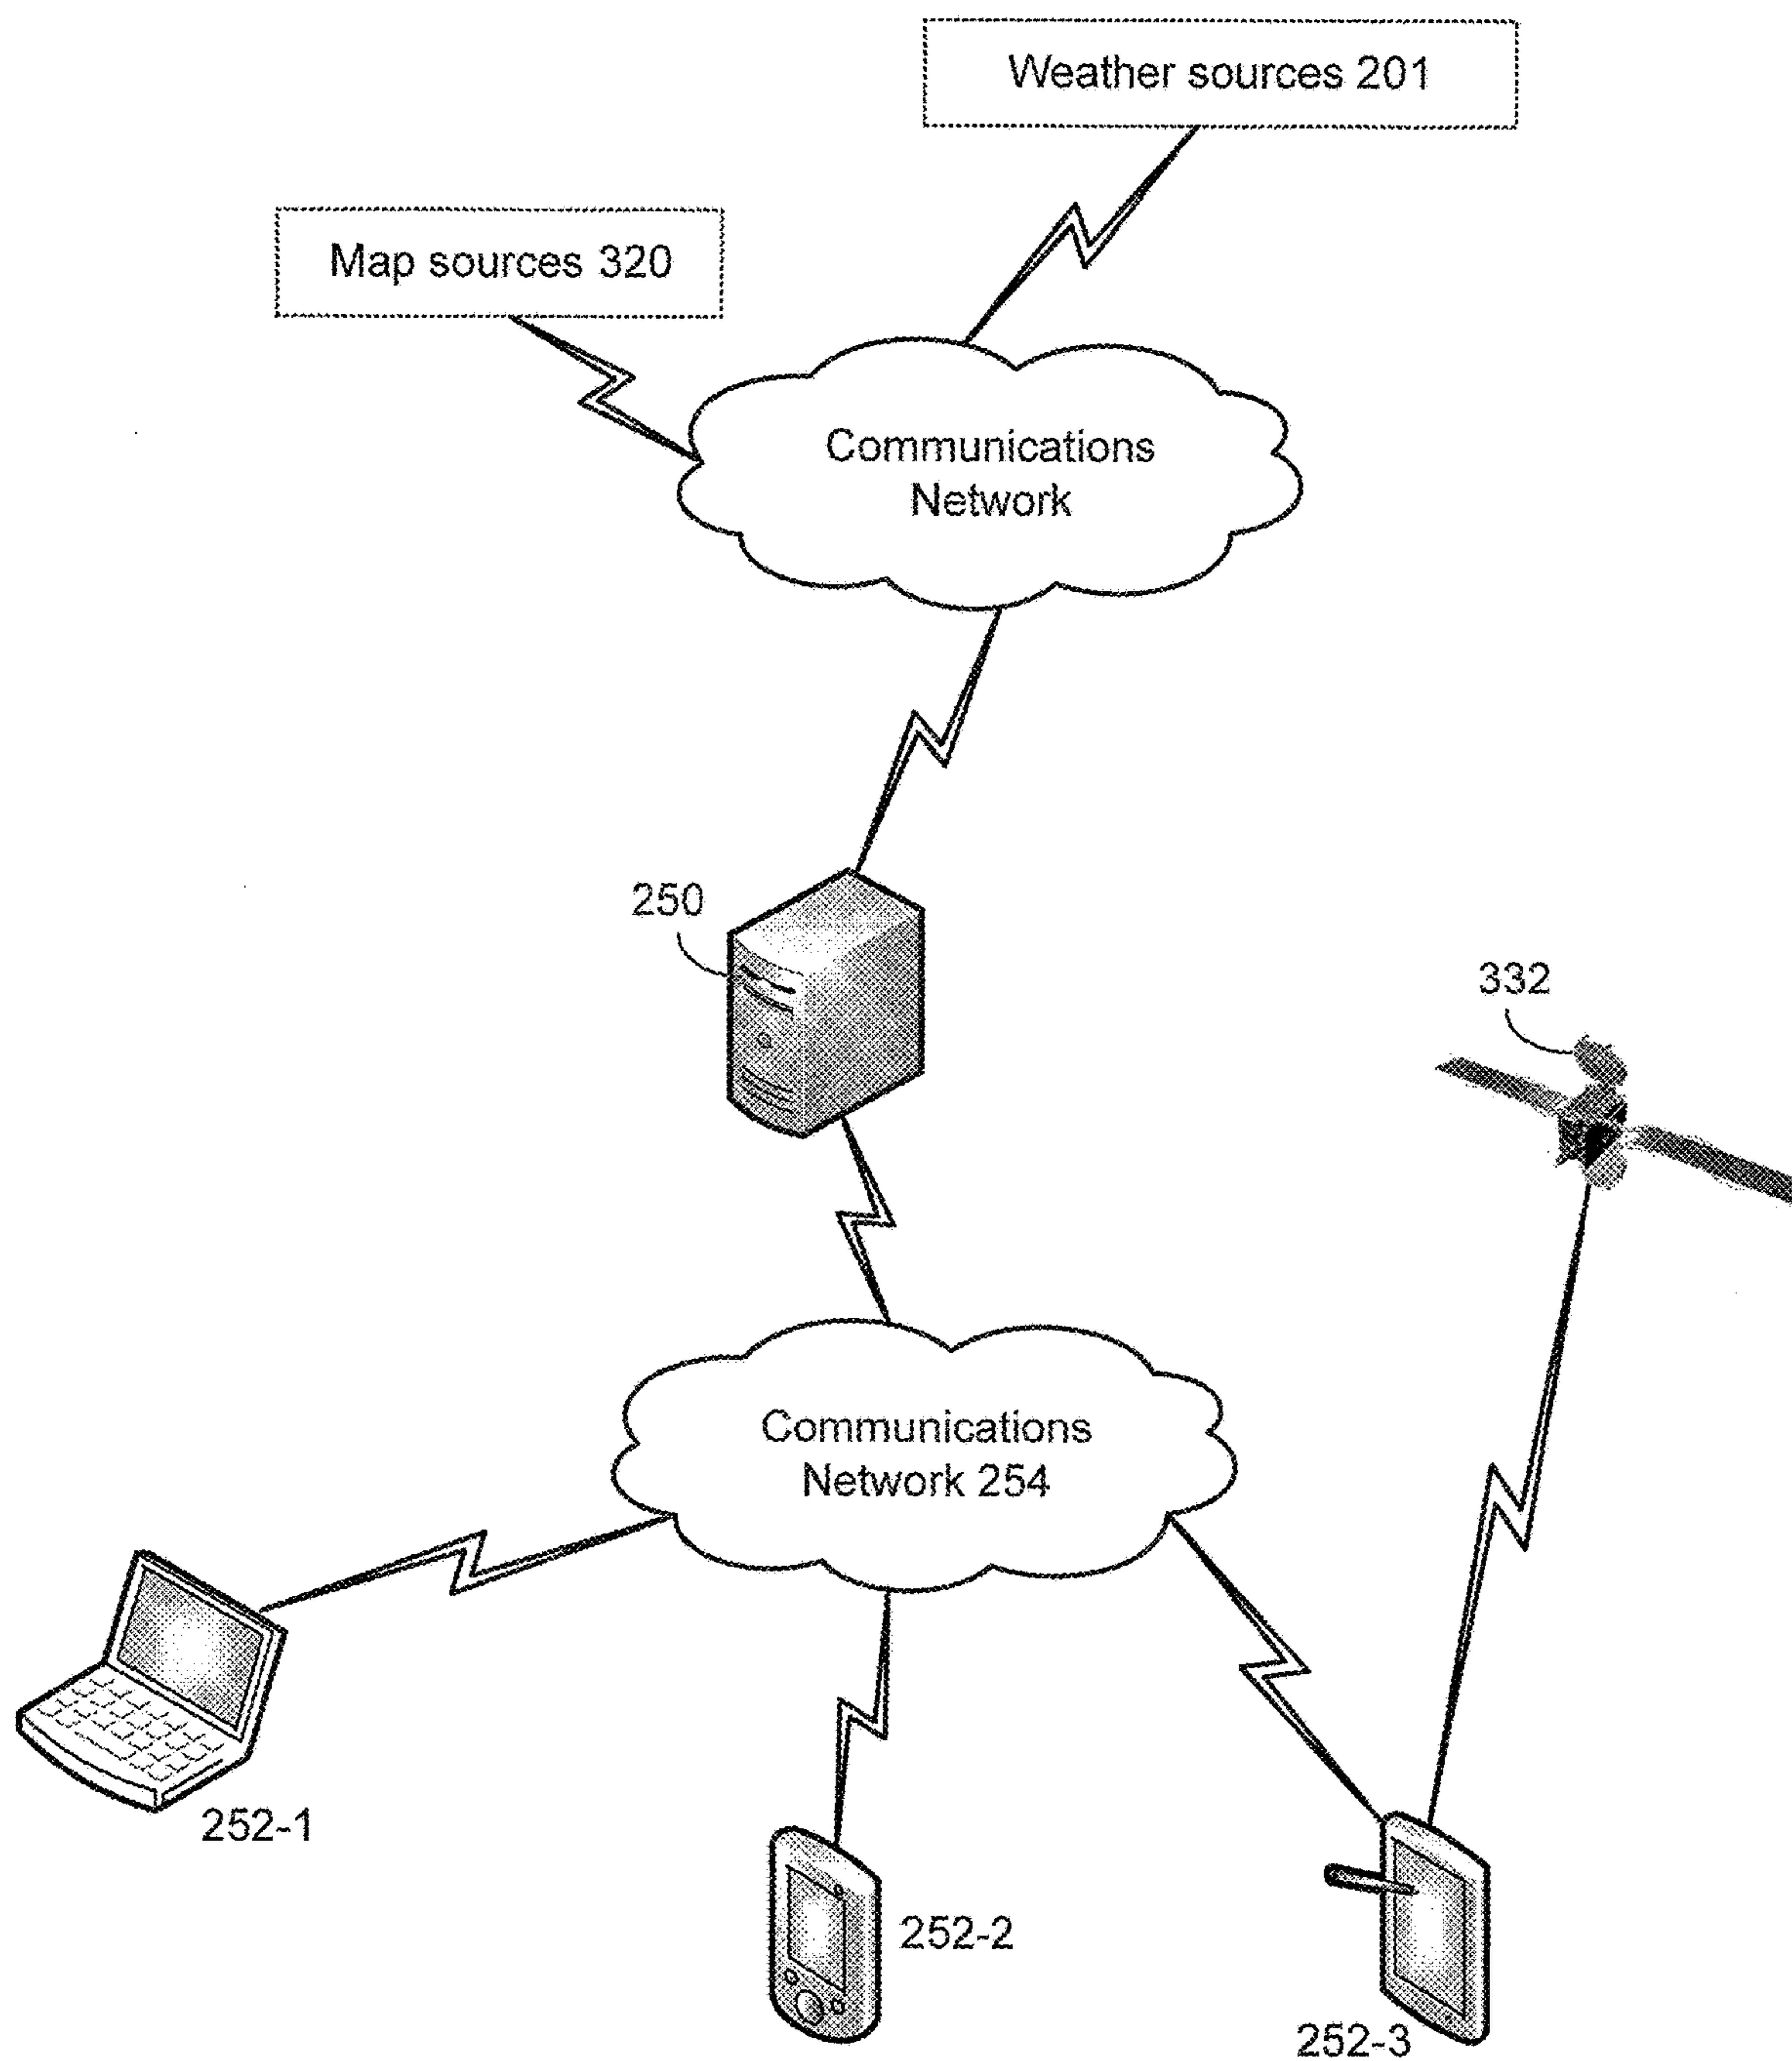 Weather sources 201
Map sources 320
Communications
Network
250
332
Communications
Network 254
252-1
252-2
252-3